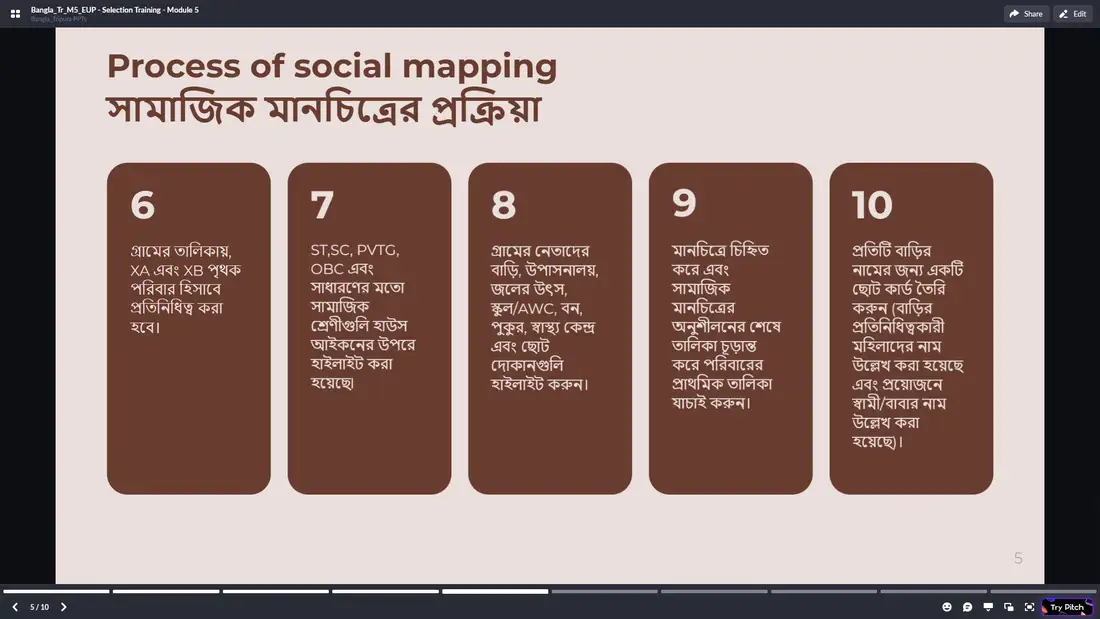 Bangla_Tr_M5_EUP - Selection Training - Module 5
Bangla_Tripura PPTs
Share
Edit
Process of social mapping
সামাজিক মানচিত্রের প্রক্রিয়া
6
গ্রামের তালিকায়,
XA এবং XB পৃথক
পরিবার হিসাবে
প্রতিনিধিত্ব করা
হবে।
7
ST,SC, PVTG,
OBC এবং
সাধারণের মতো
সামাজিক
শ্রেণীগুলি হাউস
আইকনের উপরে
হাইলাইট করা
হয়েছে৷
8
গ্রামের নেতাদের
বাড়ি, উপাসনালয়,
জলের উৎস,
স্কুল/AWC, বন,
পুকুর, স্বাস্থ্য কেন্দ্র
এবং ছোট
দোকানগুলি
হাইলাইট করুন।
9
মানচিত্রে চিহ্নিত
করে এবং
সামাজিক
মানচিত্রের
অনুশীলনের শেষে
তালিকা চূড়ান্ত
করে পরিবারের
প্রাথমিক তালিকা
যাচাই করুন।
10
প্রতিটি বাড়ির
নামের জন্য একটি
ছোট কার্ড তৈরি
করুন (বাড়ির
প্রতিনিধিত্বকারী
মহিলাদের নাম
উল্লেখ করা হয়েছে
এবং প্রয়োজনে
স্বামী/বাবার নাম
উল্লেখ করা
হয়েছে)।
5
5 / 10
Try Pitch